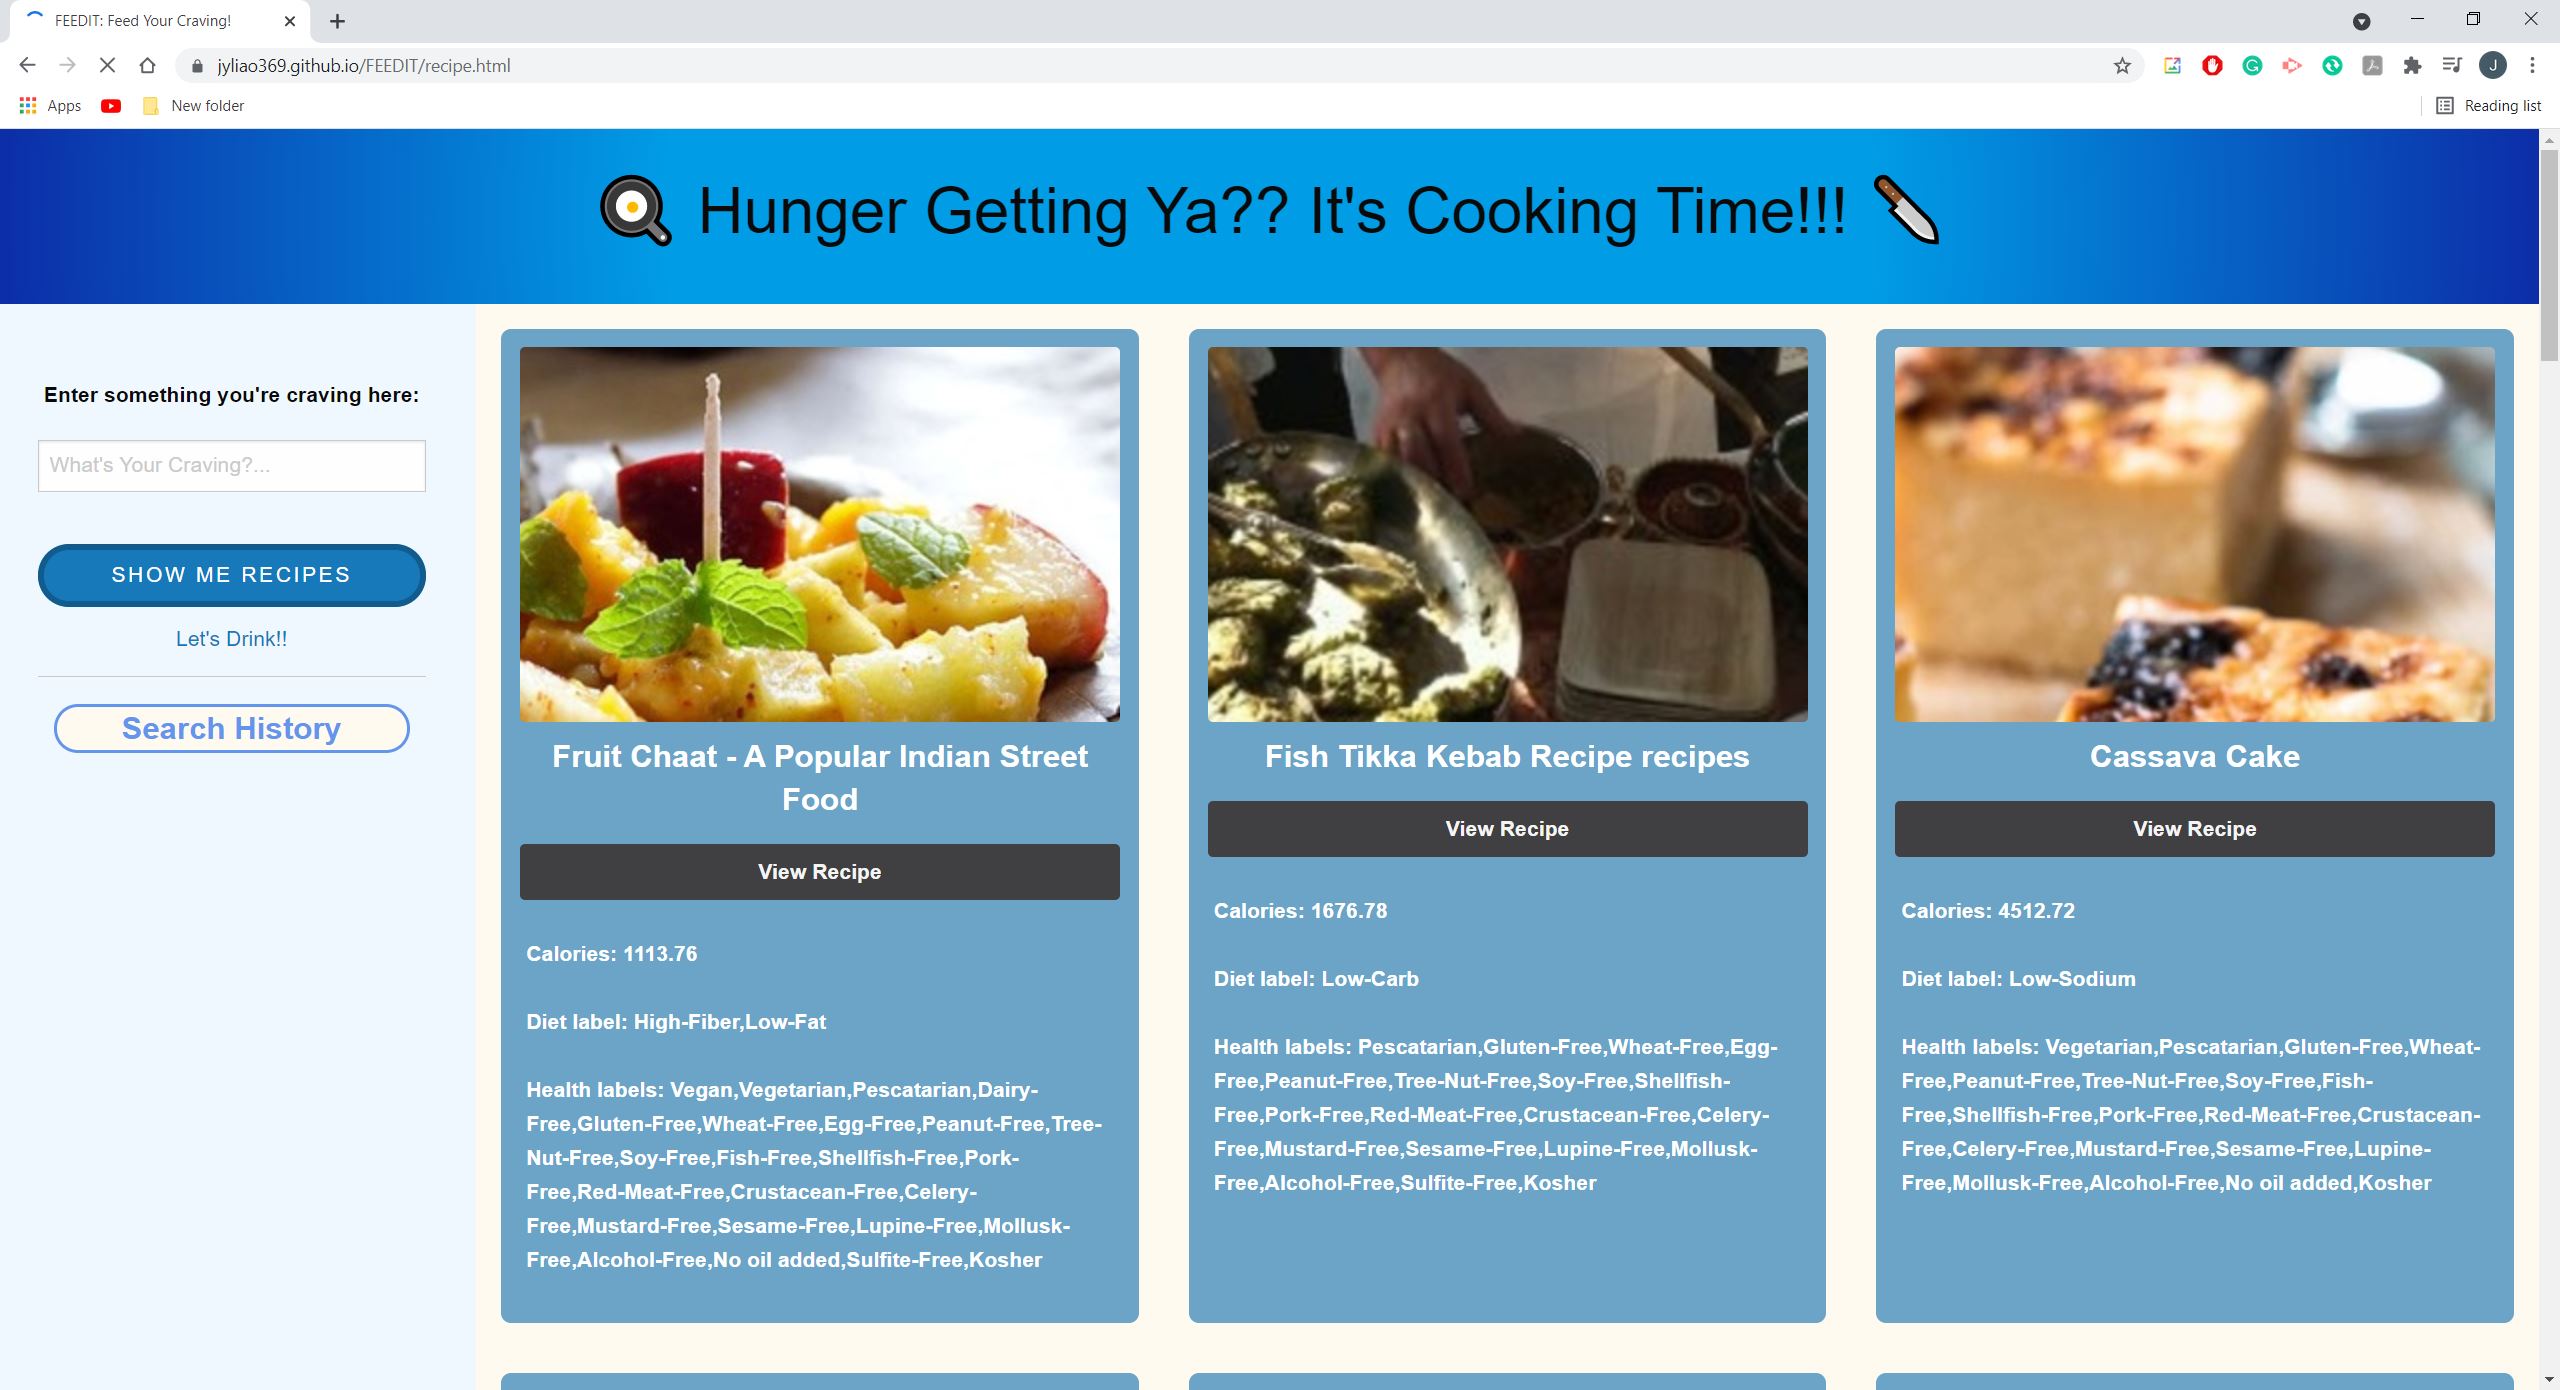 FEEDIT: Feed Your Craving!
jyliao369.github.io/FEEDIT/recipe.html
J
Apps
New folder
Reading list
Hunger Getting Ya?? It's Cooking Time!!!
Enter something you're craving here:
What's Your Craving?...
SHOW ME RECIPES
Let's Drink!!
Search History
Fruit Chaat - A Popular Indian Street
Food
View Recipe
Calories: 1113.76
Diet label: High-Fiber,Low-Fat
Health labels: Vegan,Vegetarian,Pescatarian,Dairy-
Free,Gluten-Free,Wheat-Free,Egg-Free,Peanut-Free,Tree-
Nut-Free,Soy-Free,Fish-Free,Shellfish-Free,Pork-
Free,Red-Meat-Free,Crustacean-Free,Celery-
Free,Mustard-Free,Sesame-Free,Lupine-Free,Mollusk-
Free,Alcohol-Free,No oil added,Sulfite-Free,Kosher
Fish Tikka Kebab Recipe recipes
View Recipe
Calories: 1676.78
Diet label: Low-Carb
Health labels: Pescatarian,Gluten-Free,Wheat-Free,Egg-
Free,Peanut-Free,Tree-Nut-Free,Soy-Free,Shellfish-
Free,Pork-Free,Red-Meat-Free,Crustacean-Free,Celery-
Free,Mustard-Free,Sesame-Free,Lupine-Free,Mollusk-
Free,Alcohol-Free,Sulfite-Free,Kosher
Cassava Cake
View Recipe
Calories: 4512.72
Diet label: Low-Sodium
Health labels: Vegetarian,Pescatarian,Gluten-Free,Wheat-
Free,Peanut-Free,Tree-Nut-Free,Soy-Free,Fish-
Free,Shellfish-Free,Pork-Free,Red-Meat-Free,Crustacean-
Free,Celery-Free,Mustard-Free,Sesame-Free,Lupine-
Free,Mollusk-Free,Alcohol-Free,No oil added,Kosher